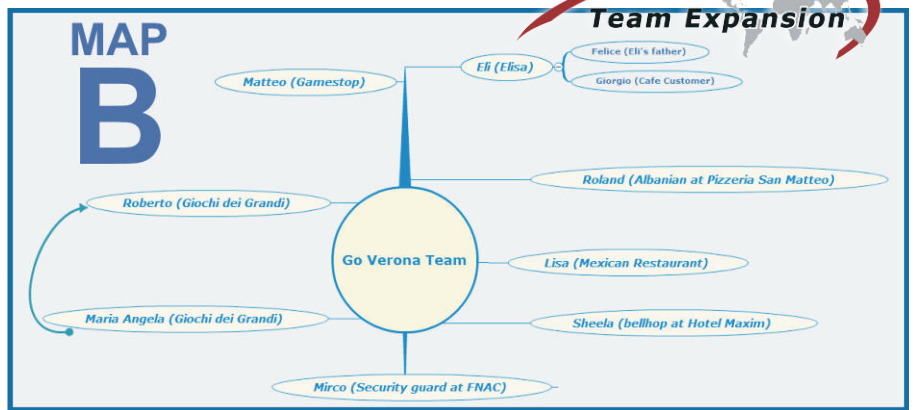 Team Expansion
MAP
B
Eli (Elisa)
Felice (Eli's father)
Giorgio (Cafe Customer)
Matteo (Gamestop)
Roland (Albanian at Pizzeria San Matteo)
Roberto (Giochi dei Grandi)
Go Verona Team
Lisa (Mexican Restaurant)
Maria Angela (Giochi dei Grandi)
Sheela (bellhop at Hotel Maxim)
Mirco (Security guard at FNAC)